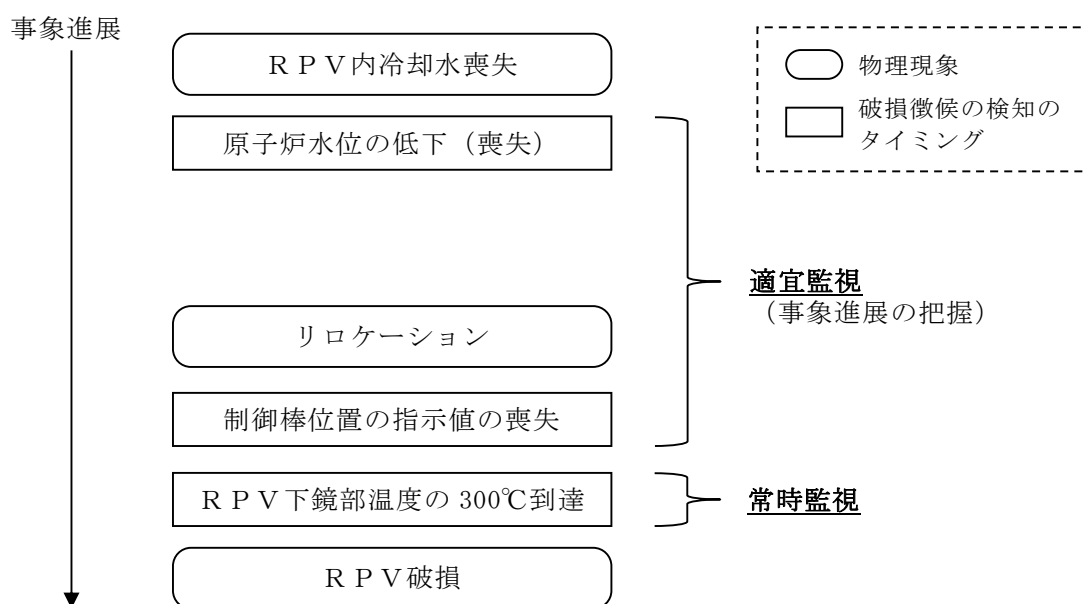 事象進展
ＲＰＶ内冷却水喪失
原子炉水位の低下（喪失）
リロケーション
制御棒位置の指示値の喪失
ＲＰＶ下鏡部温度の 300℃到達
ＲＰＶ破損
適宜監視
（事象進展の把握）
常時監視
物理現象
破損徴候の検知の
タイミング